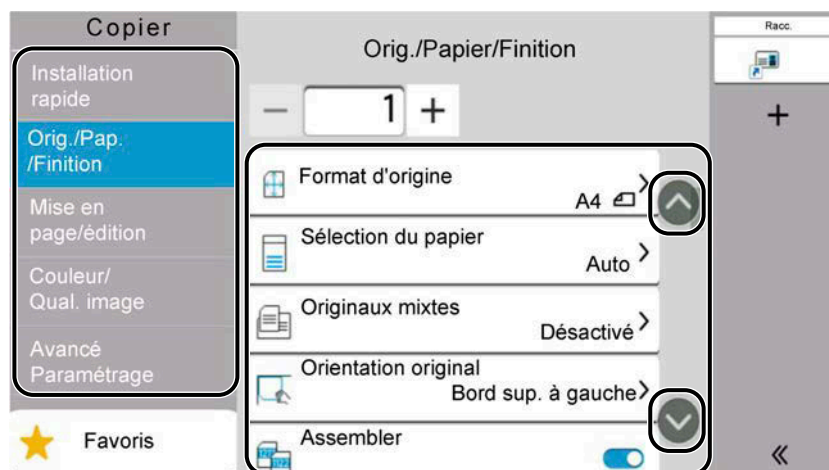 Copier
Installation
rapide
Orig./Pap.
/Finition
Mise en
page/édition
Couleur/
Qual. image
Avancé
Paramétrage
Favoris
Orig./Papier/Finition
1
Format d'origine
A4
Sélection du papier
Auto
Originaux mixtes
Désactivé
Orientation original
Bord sup. à gauche
Assembler
Racc.